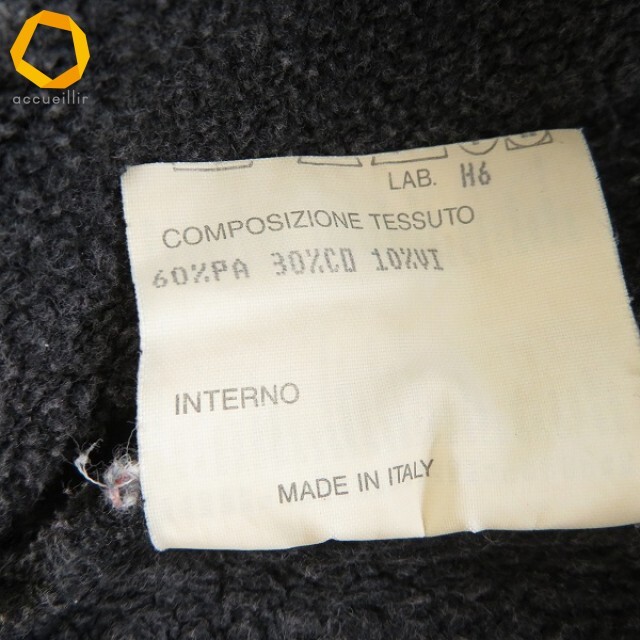 accueillir
LAB. H6
COMPOSIZIONE TESSUTO
60%PA 30%CO 10%VI
INTERNO
MADE IN ITALY